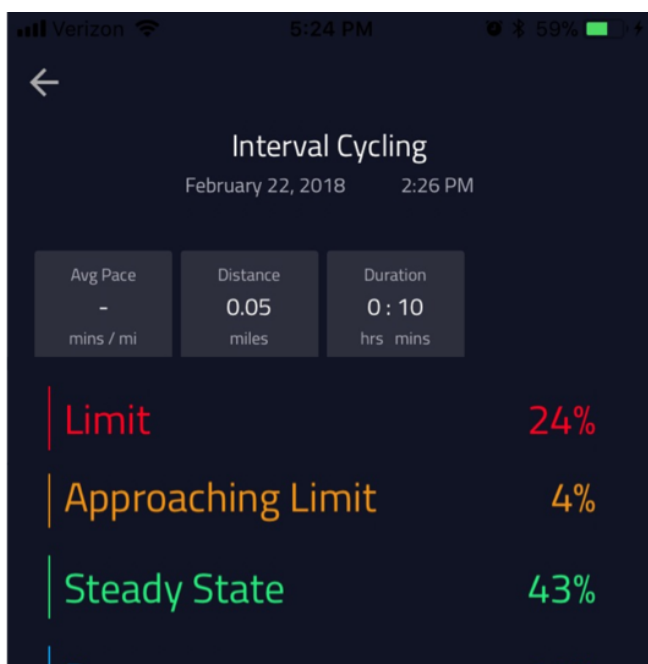 Verizon 5:24 PM 59%
Interval Cycling
February 22, 2018 2:26 PM
Avg Pace Distance Duration
- 0.05 0 : 10
mins / mi miles hrs mins
Limit 24%
Approaching Limit 4%
Steady State 43%